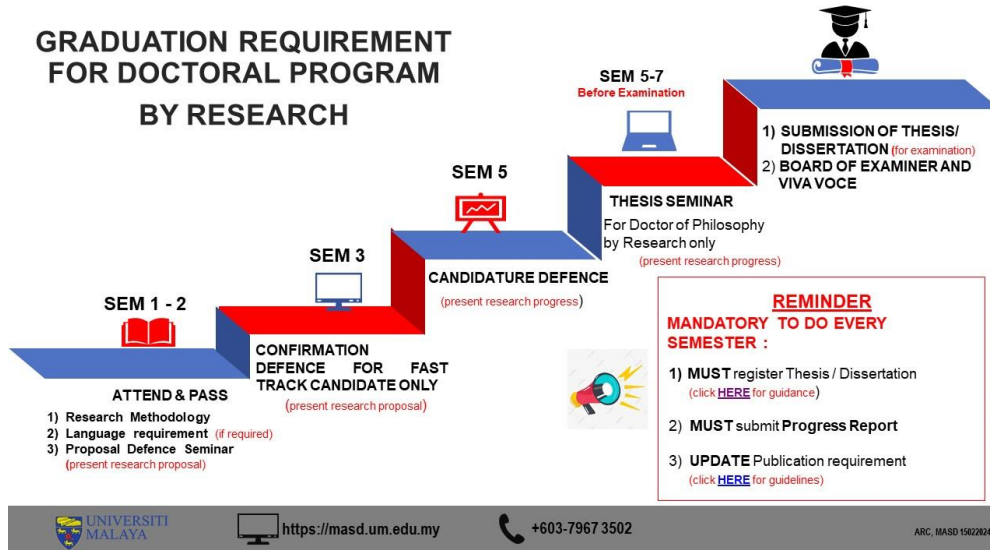 GRADUATION REQUIREMENT
FOR DOCTORAL PROGRAM
BY RESEARCH
SEM 1 - 2
ATTEND & PASS
1) Research Methodology
2) Language requirement (if required)
3) Proposal Defence Seminar
(present research proposal)
SEM 3
CONFIRMATION
DEFENCE FOR FAST
TRACK CANDIDATE ONLY
(present research proposal)
SEM 5
CANDIDATURE DEFENCE
(present research progress)
SEM 5-7
Before Examination
THESIS SEMINAR
For Doctor of Philosophy
by Research only
(present research progress)
1) SUBMISSION OF THESIS/
DISSERTATION (for examination)
2) BOARD OF EXAMINER AND
VIVA VOCE
REMINDER
MANDATORY TO DO EVERY
SEMESTER :
1) MUST register Thesis / Dissertation
(click HERE for guidance)
2) MUST submit Progress Report
3) UPDATE Publication requirement
(click HERE for guidelines)
UNIVERSITI
MALAYA
https://masd.um.edu.my
+603-7967 3502
ARC, MASD 15022024